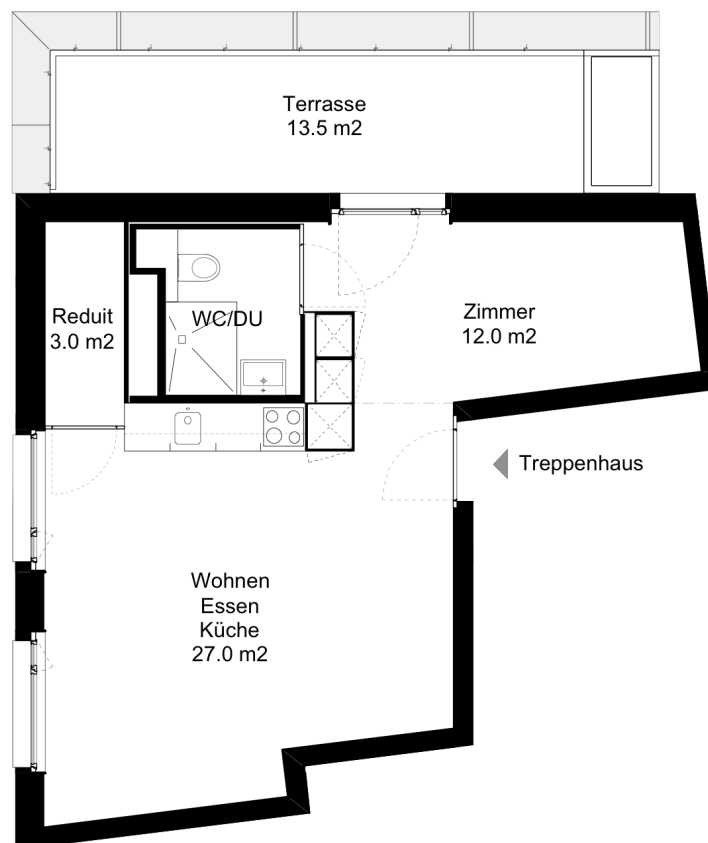 Terrasse
13.5 m2
Reduit
3.0 m2
WC/DU
Zimmer
12.0 m2
Treppenhaus
Wohnen
Essen
Küche
27.0 m2